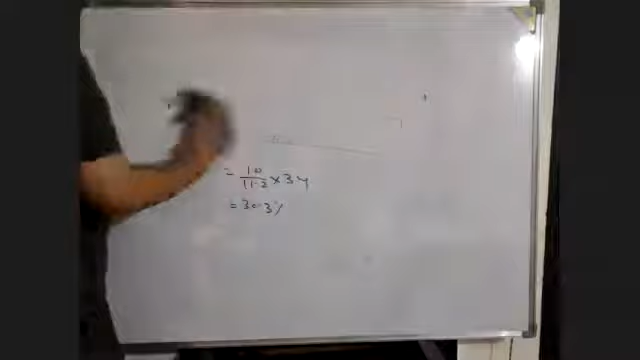 = 10/11.2 × 34
= 30.3%